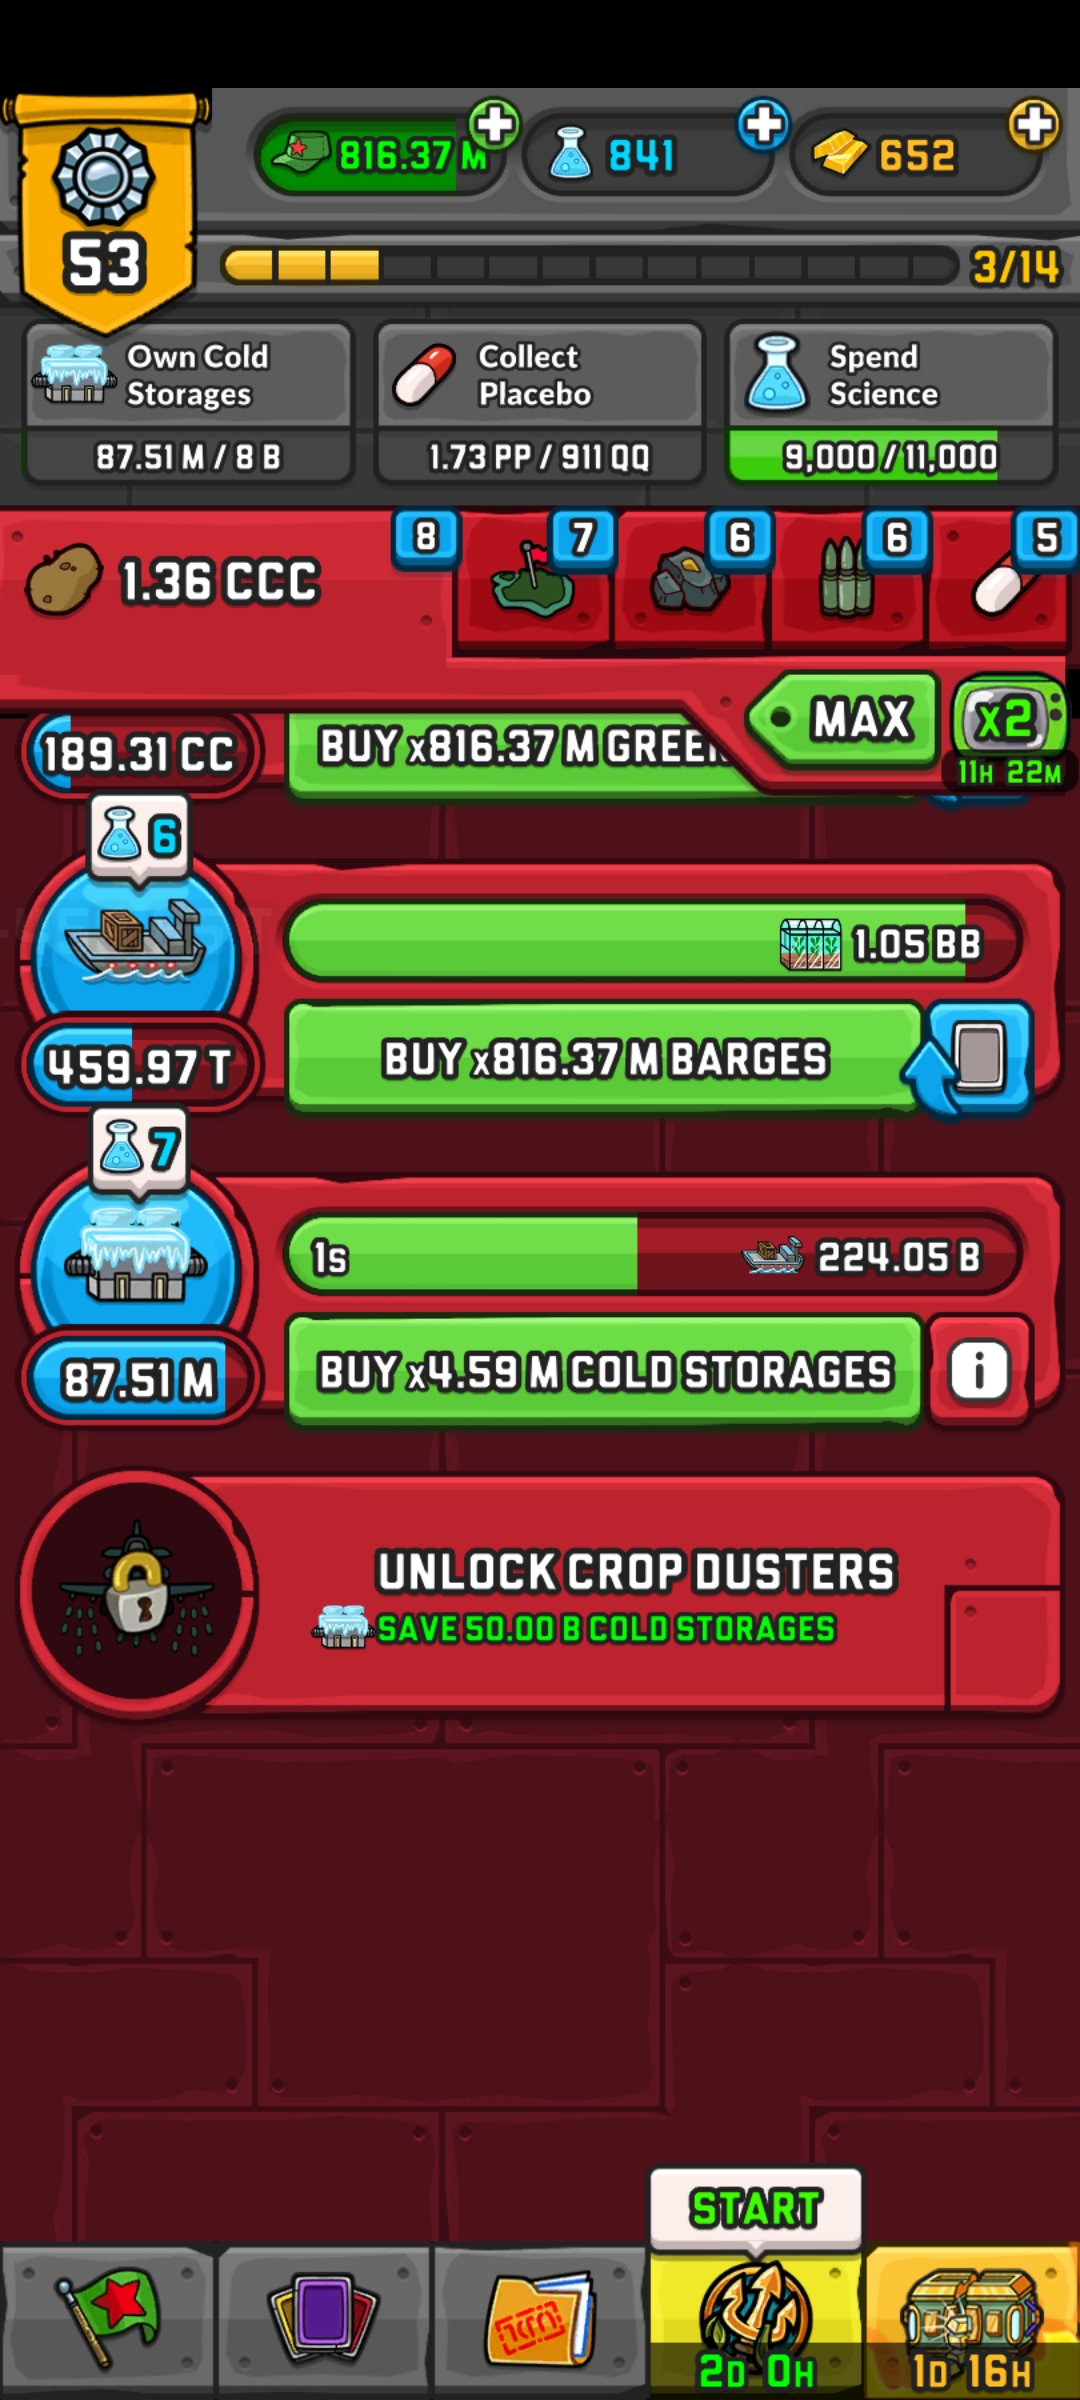 816.37 M
841
652
53
3/14
Own Cold
Storages
87.51 M / 8 B
Collect
Placebo
1.73 PP / 911 QQ
Spend
Science
9,000 / 11,000
1.36 CCC
8
7
6
6
5
MAX
x2
11H 22M
189.31 CC
BUY x816.37 M GREEN
6
1.05 BB
459.97 T
BUY x816.37 M BARGES
7
1s
224.05 B
87.51 M
BUY x4.59 M COLD STORAGES
i
UNLOCK CROP DUSTERS
SAVE 50.00 B COLD STORAGES
START
2D 0H
1D 16H